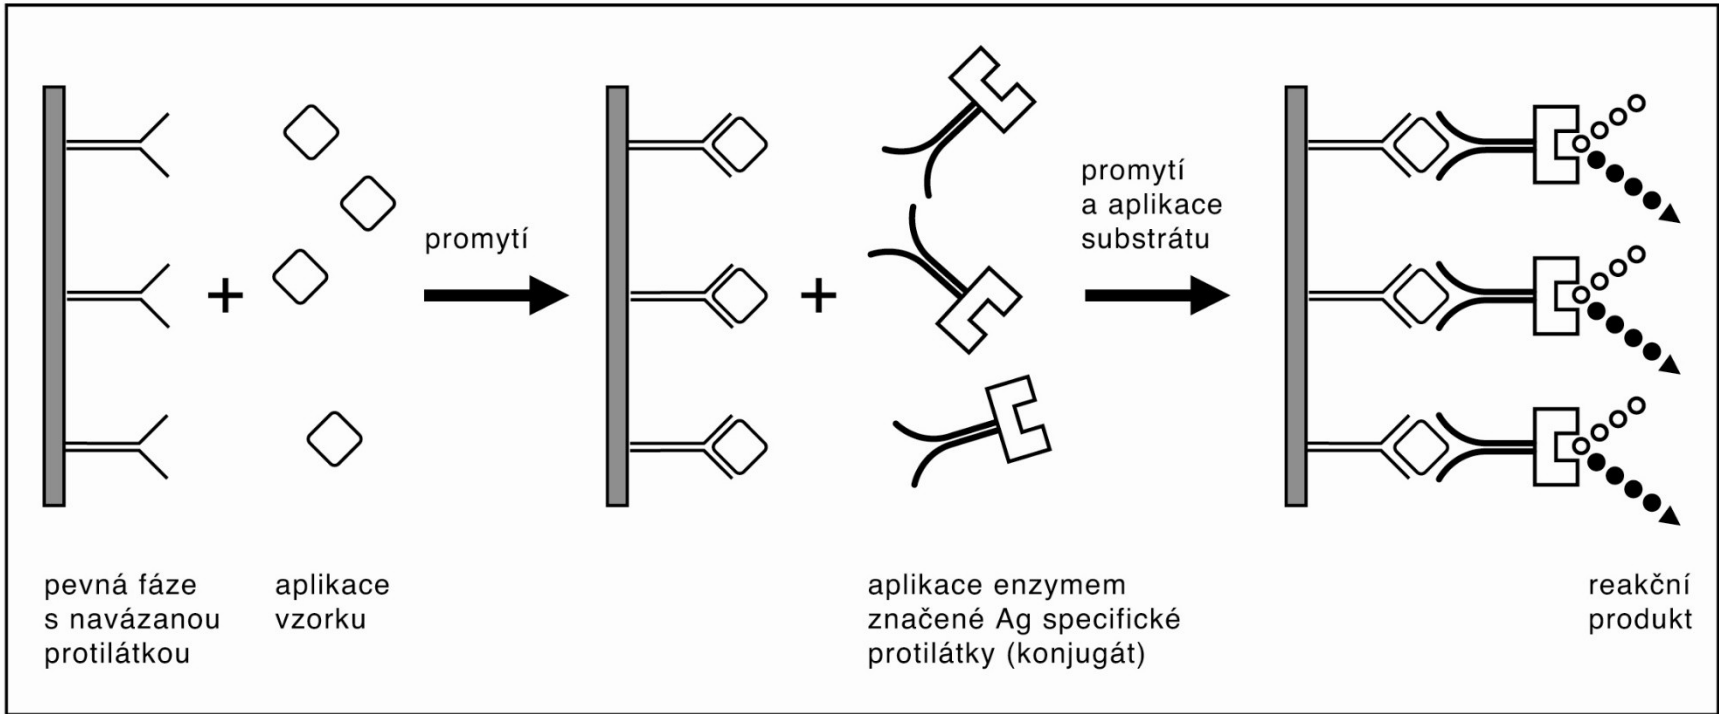 promytí
promytí
a aplikace
substrátu
pevná fáze
s navázanou
protilátkou
aplikace
vzorku
aplikace enzymem
značené Ag specifické
protilátky (konjugát)
reakční
produkt